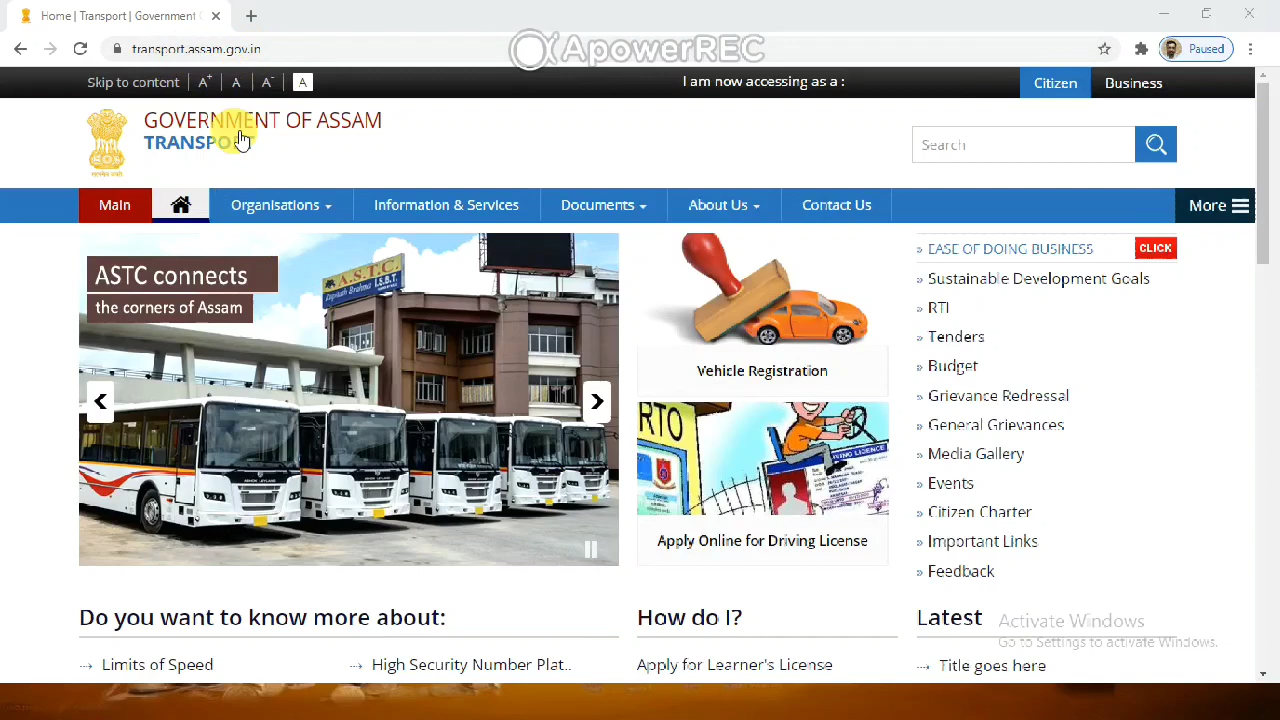 Home | Transport | Government
transport.assam.gov.in
ApowerREC
Paused
Skip to content
A+
A
A-
A
I am now accessing as a :
Citizen
Business
GOVERNMENT OF ASSAM
TRANSPORT
Search
Main
Organisations
Information & Services
Documents
About Us
Contact Us
More
ASTC connects
the corners of Assam
A.S.T.C.
I.S.B.T.
Vehicle Registration
RTO
Apply Online for Driving License
» EASE OF DOING BUSINESS
CLICK
» Sustainable Development Goals
» RTI
» Tenders
» Budget
» Grievance Redressal
» General Grievances
» Media Gallery
» Events
» Citizen Charter
» Important Links
» Feedback
Do you want to know more about:
How do I?
Latest
Activate Windows
Go to Settings to activate Windows.
Limits of Speed
High Security Number Plat..
Apply for Learner's License
Title goes here